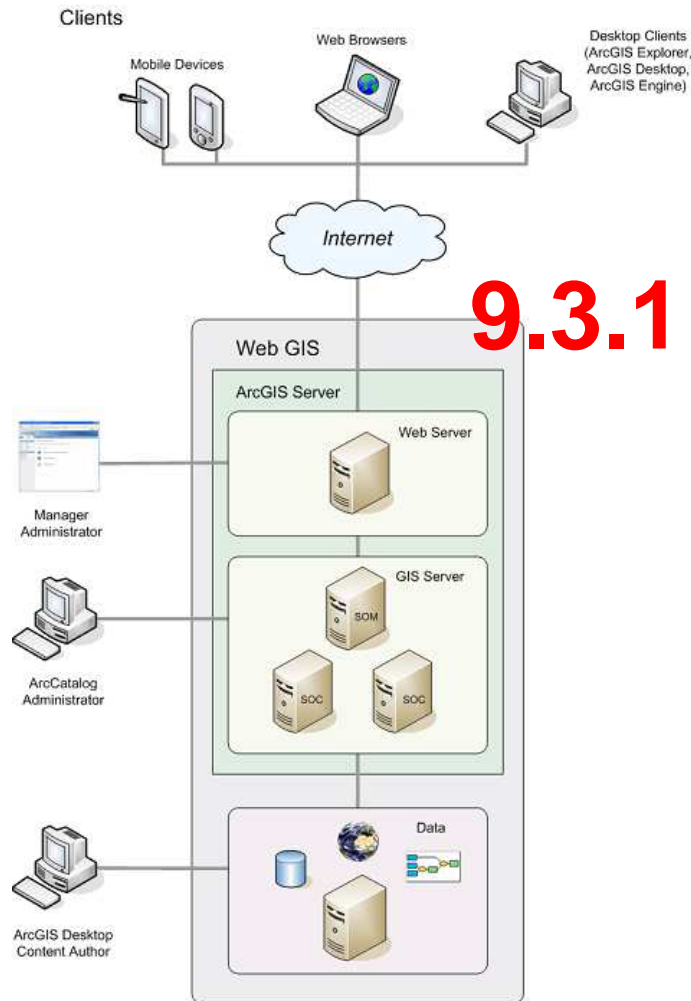 Clients
Mobile Devices
Web Browsers
Desktop Clients
(ArcGIS Explorer,
ArcGIS Desktop,
ArcGIS Engine)
Internet
9.3.1
Web GIS
ArcGIS Server
Web Server
Manager
Administrator
GIS Server
SOM
SOC
SOC
ArcCatalog
Administrator
Data
ArcGIS Desktop
Content Author